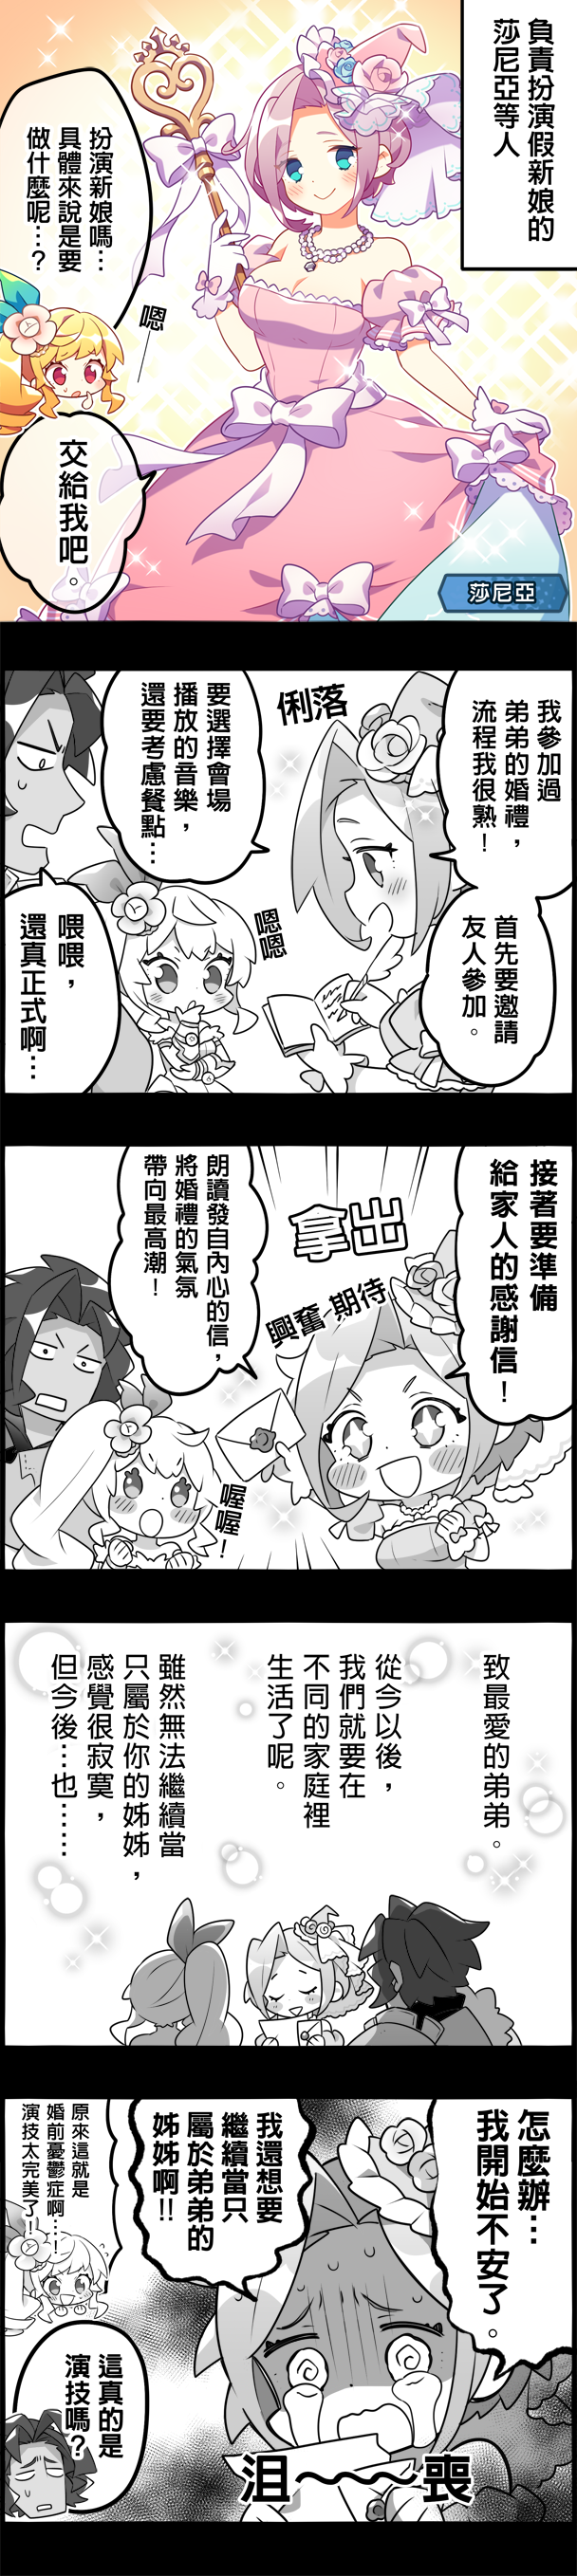 負責扮演假新娘的
莎尼亞等人
扮演新娘嗎…
具體來說是要
做什麼呢…?
嗯
交給我吧。
莎尼亞
我參加過
弟弟的婚禮，
流程我很熟!
首先要邀請
友人參加。
俐落
要選擇會場
播放的音樂，
還要考慮餐點…
嗯嗯
喂喂，
還真正式啊…
接著要準備
給家人的感謝信!
拿出
興奮 期待
朗讀發自內心的信，
將婚禮的氣氛
帶向最高潮!
喔喔!
致最愛的弟弟。
從今以後，
我們就要在
不同的家庭裡
生活了呢。
雖然無法繼續當
只屬於你的姊姊，
感覺很寂寞，
但今後…也……
怎麼辦…
我開始不安了。
我還想要
繼續當只
屬於弟弟的
姊姊啊!!
原來這就是
婚前憂鬱症啊…!
演技太完美了!
這真的是
演技嗎?
沮～～～喪